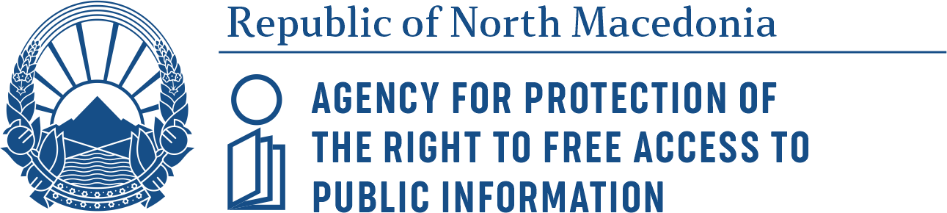 Republic of North Macedonia
AGENCY FOR PROTECTION OF
THE RIGHT TO FREE ACCESS TO
PUBLIC INFORMATION